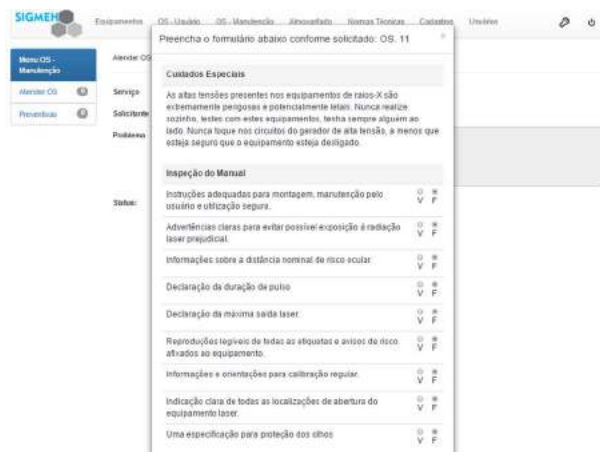 SIGMEH
Equipamentos OS - Usuário OS - Manutenção Almoxarifado Normas Técnicas Cadastros Usuários
Preencha o formulário abaixo conforme solicitado: OS. 11
×
Menu OS -
Manutenção
Atender OS
Preventivas
Atender OS
Serviço
Solicitante
Problema
Status:
Cuidados Especiais
As altas tensões presentes nos equipamentos de raios-X são
extremamente perigosas e potencialmente letais. Nunca realize
sozinho, testes com estes equipamentos, tenha sempre alguém ao
lado. Nunca toque nos circuitos do gerador de alta tensão, a menos que
esteja seguro que o equipamento esteja desligado.
Inspeção do Manual
Instruções adequadas para montagem, manutenção pelo
usuário e utilização segura.
V F
Advertências claras para evitar possível exposição à radiação
laser prejudicial.
V F
Informações sobre a distância nominal de risco ocular
V F
Declaração da duração de pulso
V F
Declaração da máxima saída laser.
V F
Reproduções legíveis de todas as etiquetas e avisos de risco
afixados ao equipamento.
V F
Informações e orientações para calibração regular.
V F
Indicação clara de todas as localizações de abertura do
equipamento laser.
V F
Uma especificação para proteção dos olhos
V F